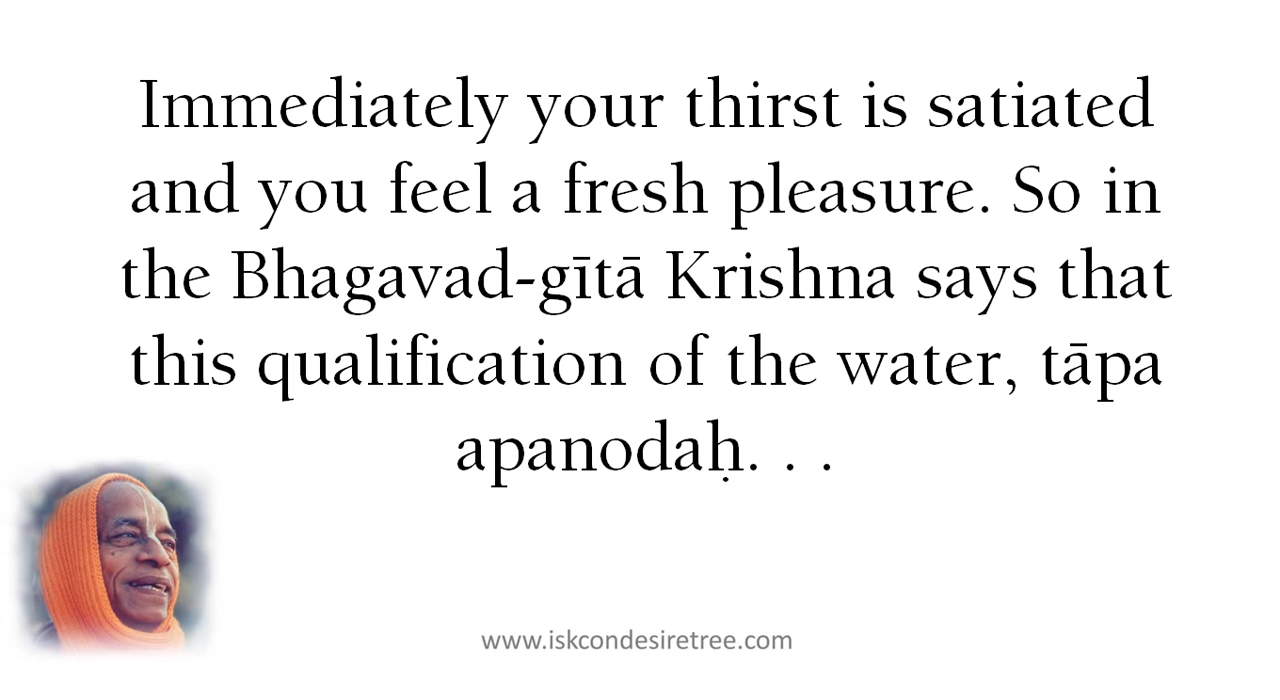 Immediately your thirst is satiated
and you feel a fresh pleasure. So in
the Bhagavad-gītā Krishna says that
this qualification of the water, tāpa
apanodaḥ. . .
www.iskcondesiretree.com